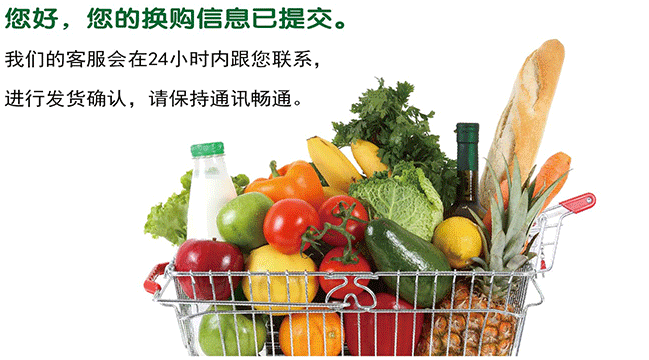 您好，您的换购信息已提交。
我们的客服会在24小时内跟您联系，
进行发货确认，请保持通讯畅通。